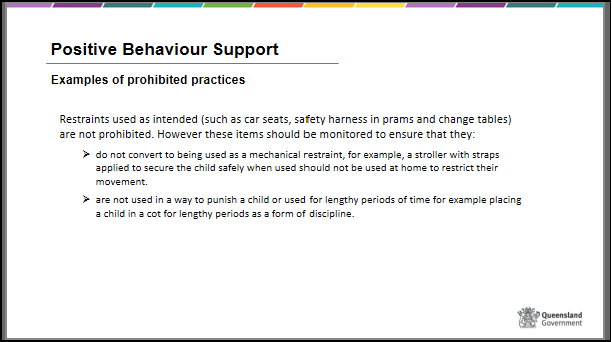 Positive Behaviour Support
Examples of prohibited practices
Restraints used as intended (such as car seats, safety harness in prams and change tables)
are not prohibited. However these items should be monitored to ensure that they:
➢ do not convert to being used as a mechanical restraint, for example, a stroller with straps
applied to secure the child safely when used should not be used at home to restrict their
movement.
➢ are not used in a way to punish a child or used for lengthy periods of time for example placing
a child in a cot for lengthy periods as a form of discipline.
Queensland
Government